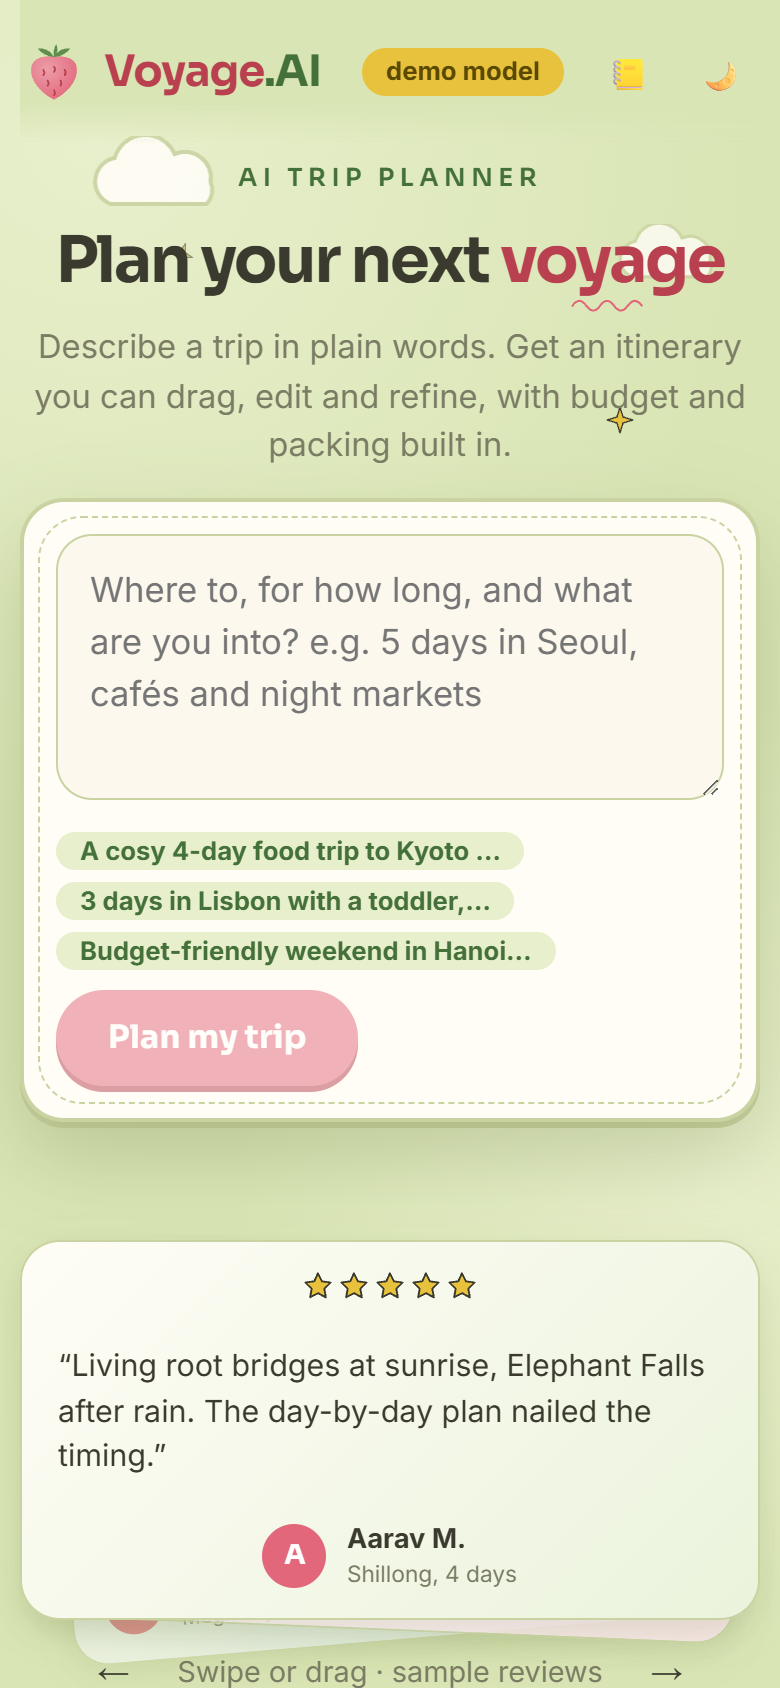 Voyage.AI demo model
AI TRIP PLANNER
Plan your next voyage
Describe a trip in plain words. Get an itinerary
you can drag, edit and refine, with budget and
packing built in.
Where to, for how long, and what
are you into? e.g. 5 days in Seoul,
cafés and night markets
A cosy 4-day food trip to Kyoto ...
3 days in Lisbon with a toddler,...
Budget-friendly weekend in Hanoi...
Plan my trip
“Living root bridges at sunrise, Elephant Falls
after rain. The day-by-day plan nailed the
timing.”
A
Aarav M.
Shillong, 4 days
← Swipe or drag · sample reviews →